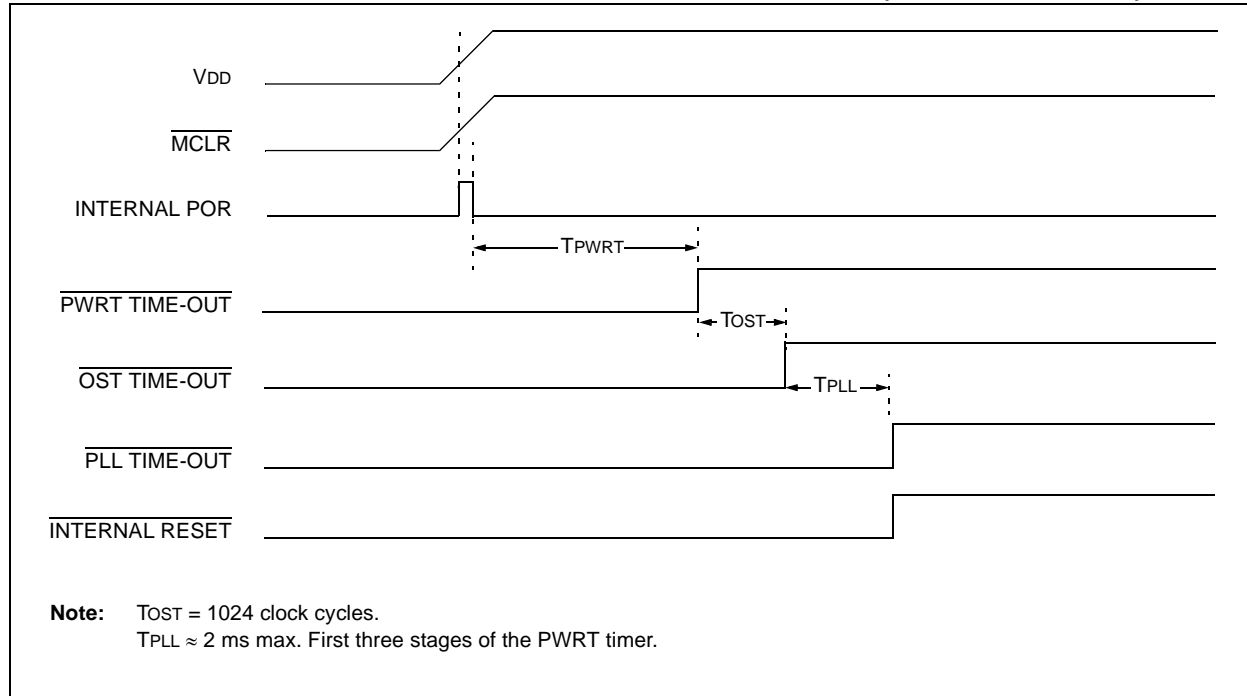 VDD
MCLR
INTERNAL POR
TPWRT
PWRT TIME-OUT
TOST
OST TIME-OUT
TPLL
PLL TIME-OUT
INTERNAL RESET
Note: TOST = 1024 clock cycles.
TPLL ≈ 2 ms max. First three stages of the PWRT timer.